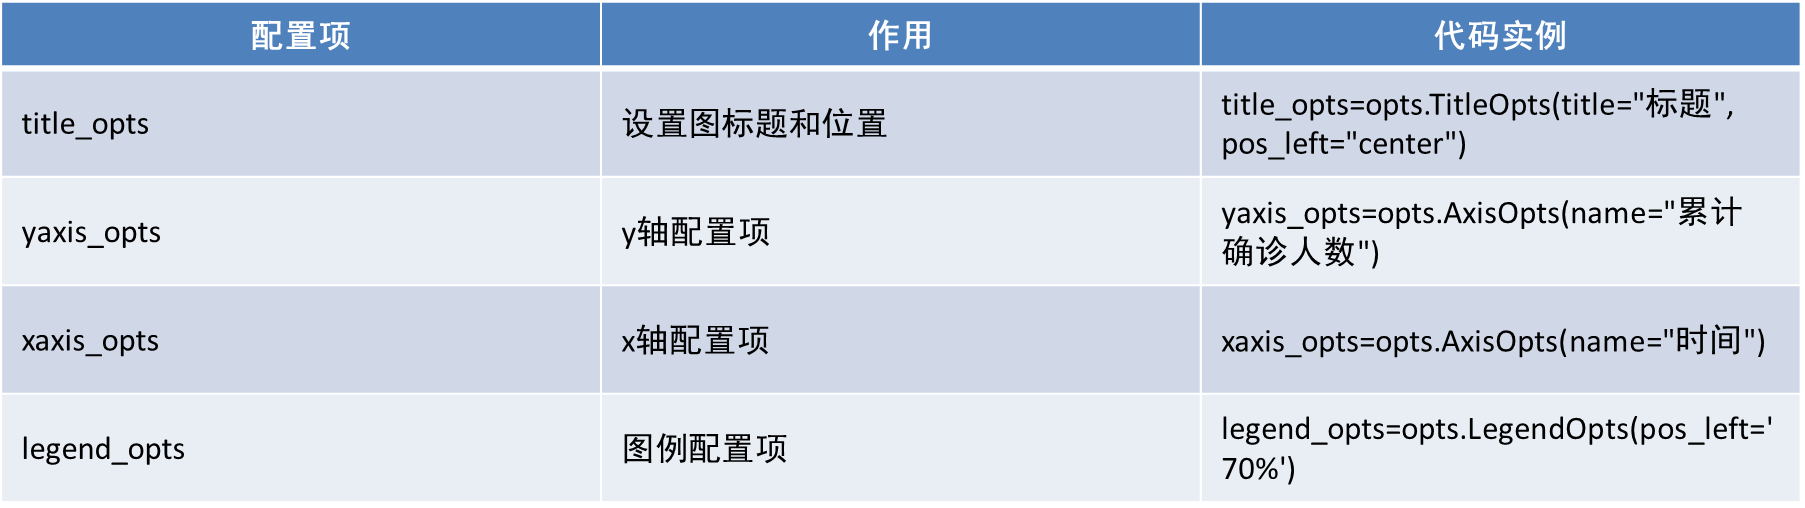 配置项
作用
代码实例
title_opts
设置图标题和位置
title_opts=opts.TitleOpts(title="标题",
pos_left="center")
yaxis_opts
y轴配置项
yaxis_opts=opts.AxisOpts(name="累计
确诊人数")
xaxis_opts
x轴配置项
xaxis_opts=opts.AxisOpts(name="时间")
legend_opts
图例配置项
legend_opts=opts.LegendOpts(pos_left='
70%')